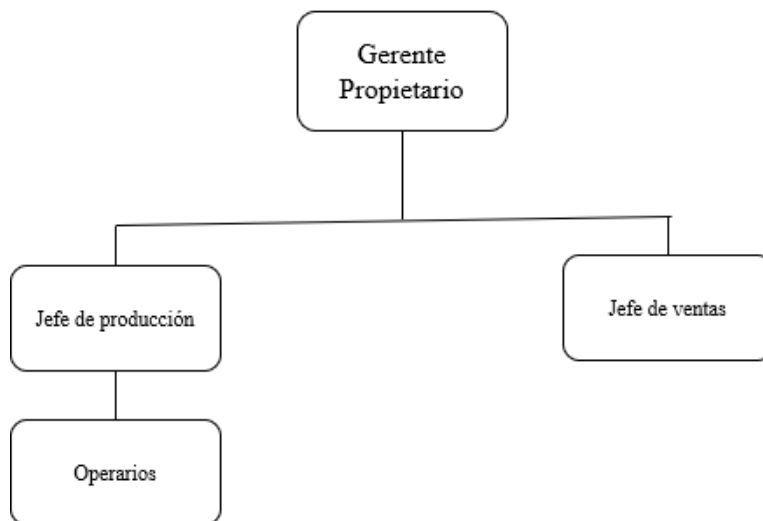 Gerente
Propietario
Jefe de producción
Jefe de ventas
Operarios